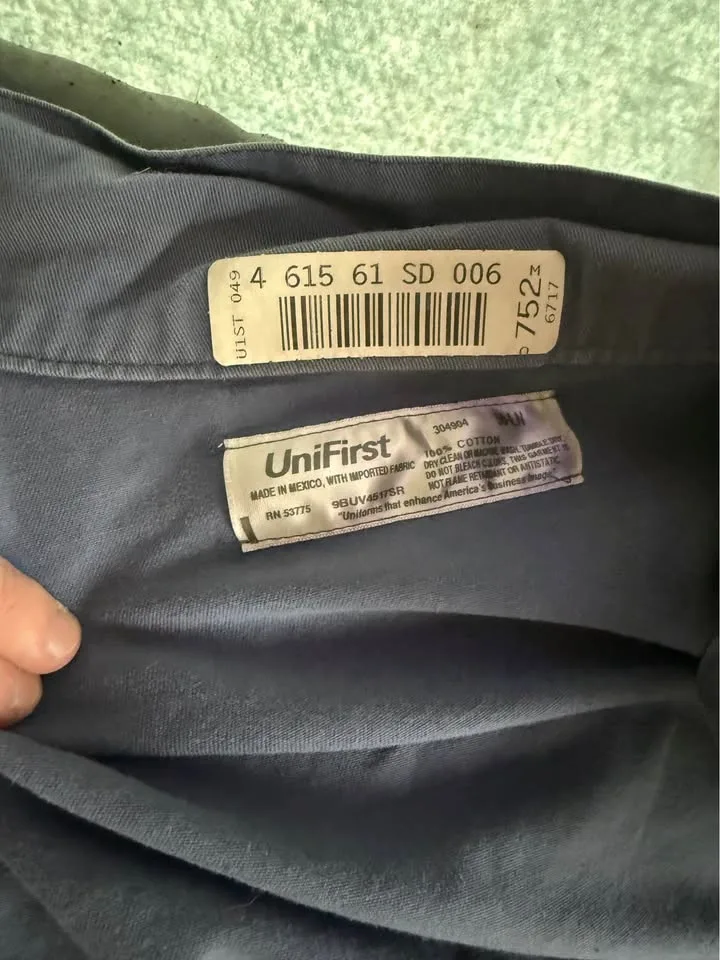 U1ST 049
4 615 61 SD 006
752
6717
UniFirst
MADE IN MEXICO, WITH IMPORTED FABRIC
RN 53775 9BUV4517SR
304904
100% COTTON
DRY CLEAN OR MACHINE WASH, TUMBLE DRY,
DO NOT BLEACH COLORS, THIS GARMENT IS
NOT FLAME RETARDANT OR ANTISTATIC
"Uniforms that enhance America's Business Image"